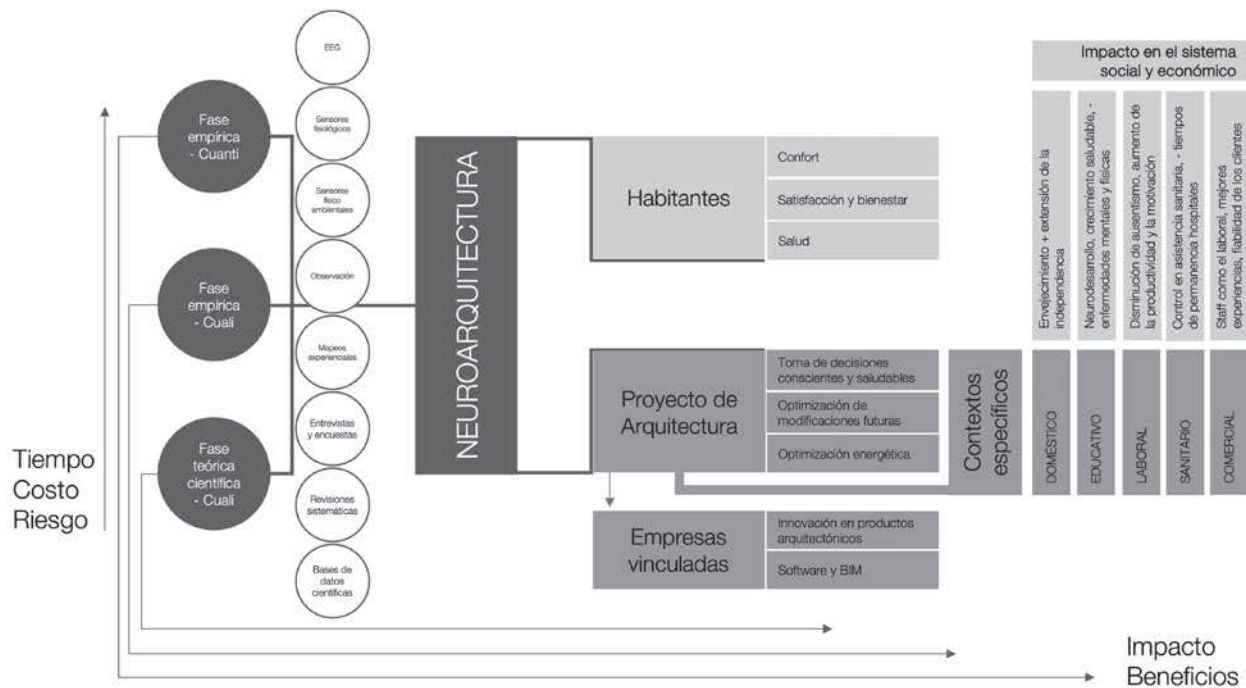 EEG
Sensores
fisiológicos
Sensores
físico
ambientales
Observación
Mapeos
experienciales
Entrevistas
y encuestas
Revisiones
sistemáticas
Bases de
datos
científicas
Fase
empírica
- Cuanti
Fase
empírica
- Cuali
Fase
teórica
científica
- Cuali
Tiempo
Costo
Riesgo
NEUROARQUITECTURA
Habitantes
Confort
Satisfacción y bienestar
Salud
Proyecto de
Arquitectura
Toma de decisiones
conscientes y saludables
Optimización de
modificaciones futuras
Optimización energética
Empresas
vinculadas
Innovación en productos
arquitectónicos
Software y BIM
Contextos
específicos
Impacto en el sistema
social y económico
Envejecimiento + extensión de la
independencia
Neurodesarrollo, crecimiento saludable, -
enfermedades mentales y físicas
Disminución de ausentismo, aumento de
la productividad y la motivación
Control en asistencia sanitaria, - tiempos
de permanencia hospitales
Staff como el laboral, mejores
experiencias, fiabilidad de los clientes
DOMÉSTICO
EDUCATIVO
LABORAL
SANITARIO
COMERCIAL
Impacto
Beneficios